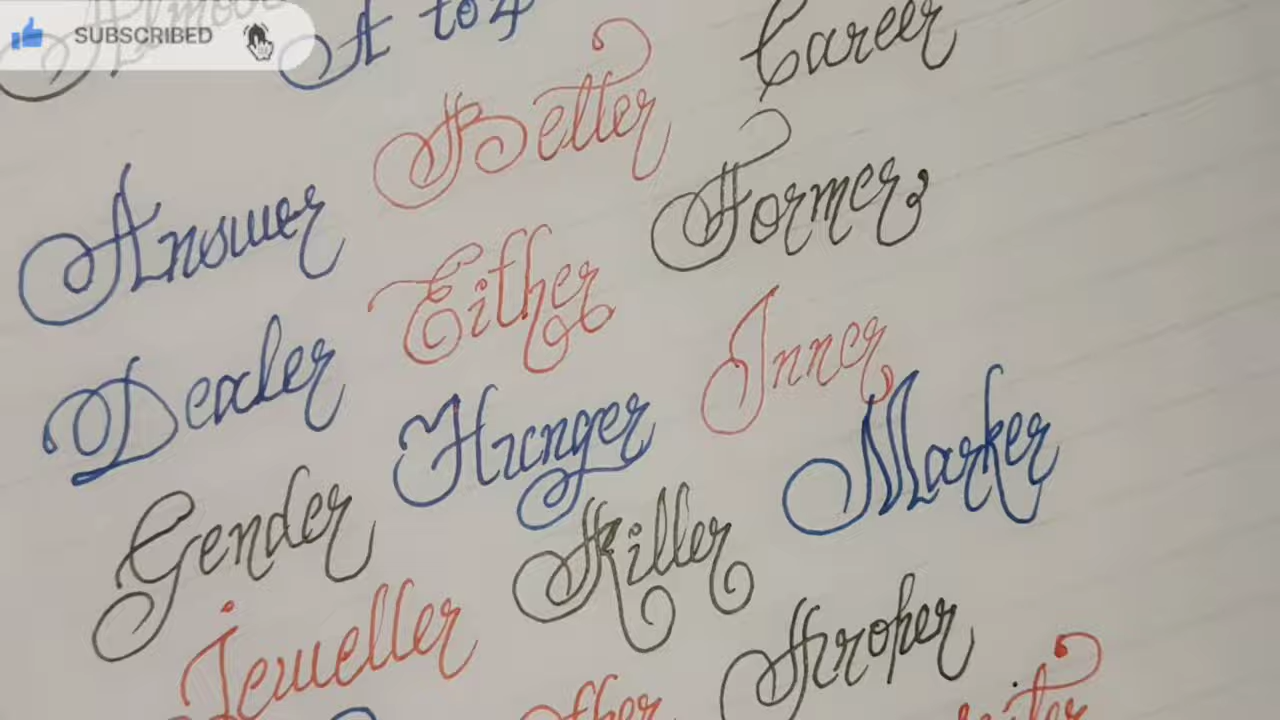 SUBSCRIBED
A to Y
Career
Better
Answer
Former
Either
Dealer
Inner
Hunger
Marker
Gender
Killer
Jeweller
Proper